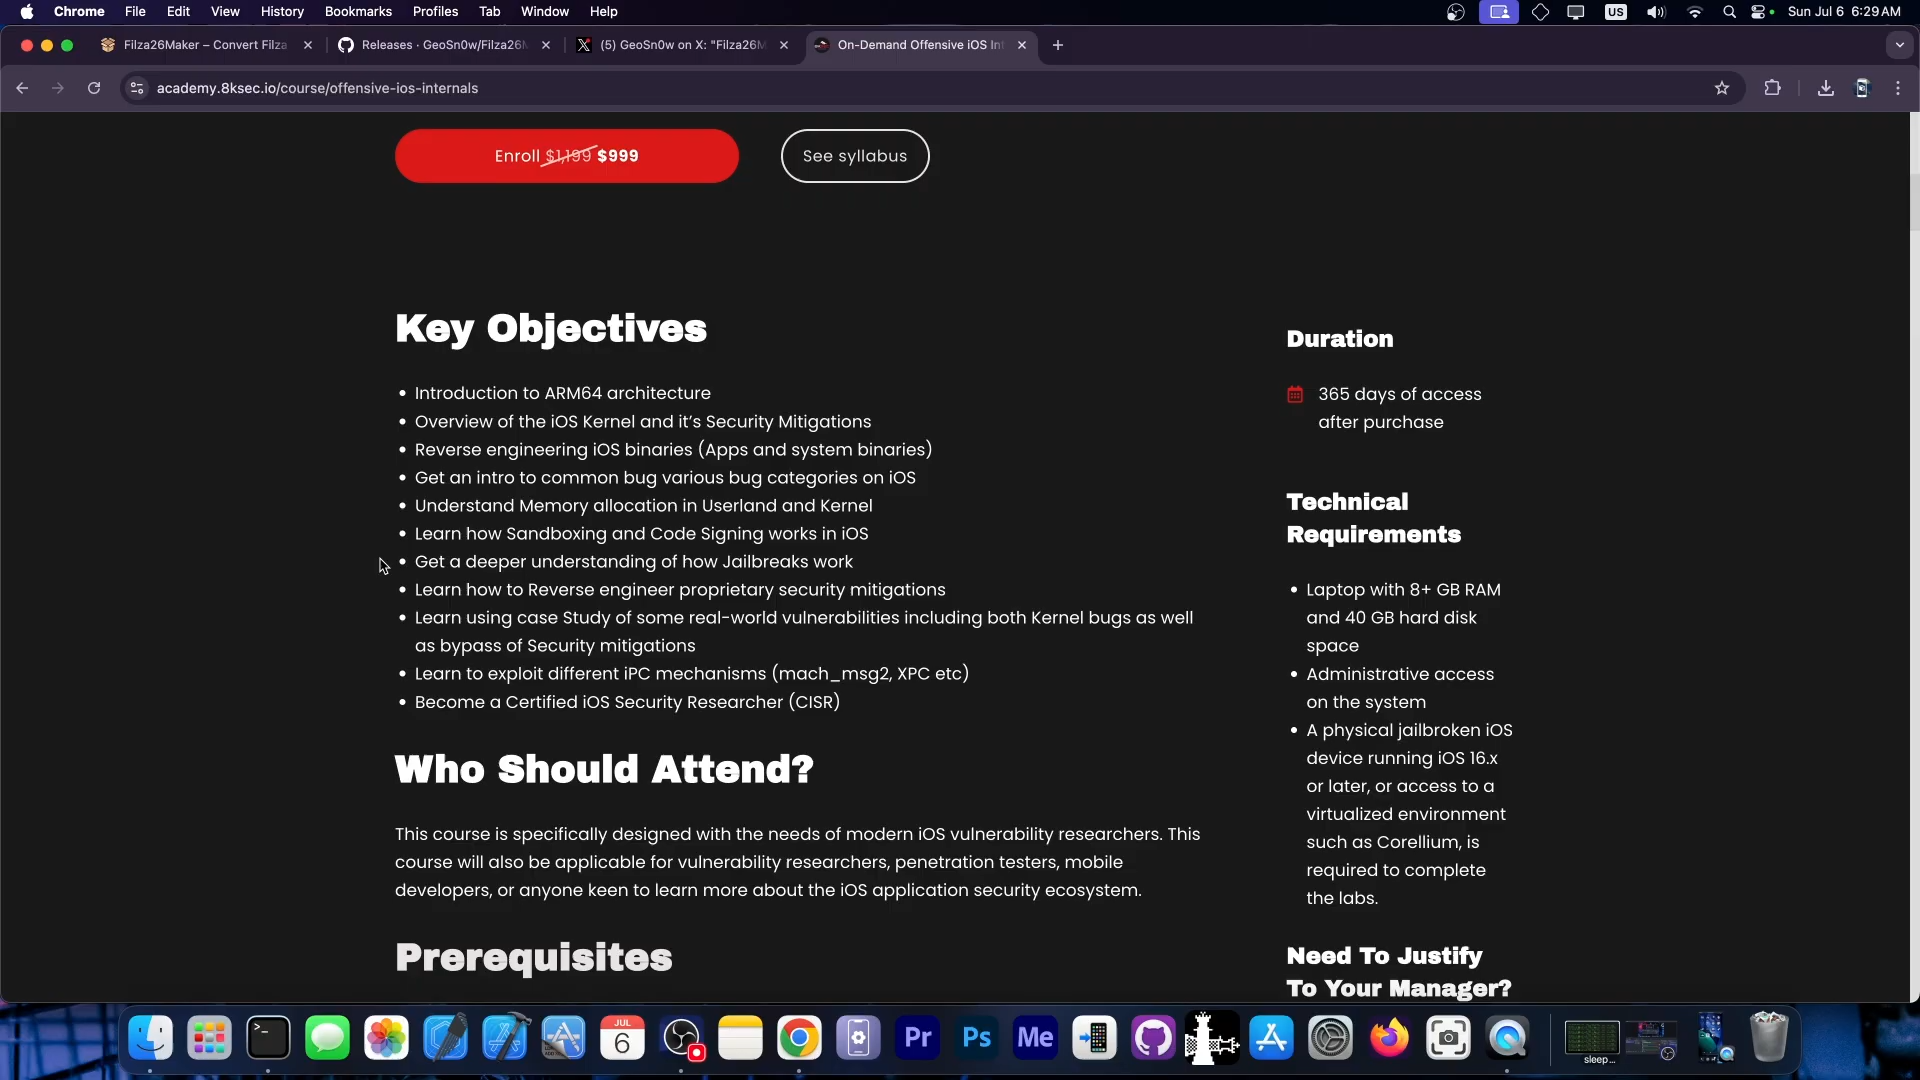 Chrome File Edit View History Bookmarks Profiles Tab Window Help US Sun Jul 6 6:29 AM
Filza26Maker – Convert Filza Releases · GeoSn0w/Filza26M (5) GeoSn0w on X: "Filza26M On-Demand Offensive iOS Int
academy.8ksec.io/course/offensive-ios-internals
Enroll $1,199 $999 See syllabus
Key Objectives
• Introduction to ARM64 architecture
• Overview of the iOS Kernel and it's Security Mitigations
• Reverse engineering iOS binaries (Apps and system binaries)
• Get an intro to common bug various bug categories on iOS
• Understand Memory allocation in Userland and Kernel
• Learn how Sandboxing and Code Signing works in iOS
• Get a deeper understanding of how Jailbreaks work
• Learn how to Reverse engineer proprietary security mitigations
• Learn using case Study of some real-world vulnerabilities including both Kernel bugs as well
as bypass of Security mitigations
• Learn to exploit different iPC mechanisms (mach_msg2, XPC etc)
• Become a Certified iOS Security Researcher (CISR)
Who Should Attend?
This course is specifically designed with the needs of modern iOS vulnerability researchers. This
course will also be applicable for vulnerability researchers, penetration testers, mobile
developers, or anyone keen to learn more about the iOS application security ecosystem.
Prerequisites
Duration
365 days of access
after purchase
Technical
Requirements
• Laptop with 8+ GB RAM
and 40 GB hard disk
space
• Administrative access
on the system
• A physical jailbroken iOS
device running iOS 16.x
or later, or access to a
virtualized environment
such as Corellium, is
required to complete
the labs.
Need To Justify
To Your Manager?
>_
JUL
6
Pr
Ps
Me
sleep...